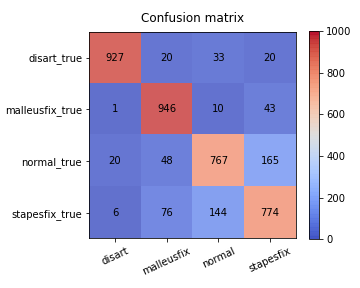 Confusion matrix
disart_true 927 20 33 20
malleusfix_true 1 946 10 43
normal_true 20 48 767 165
stapesfix_true 6 76 144 774
disart malleusfix normal stapesfix
1000
800
600
400
200
0